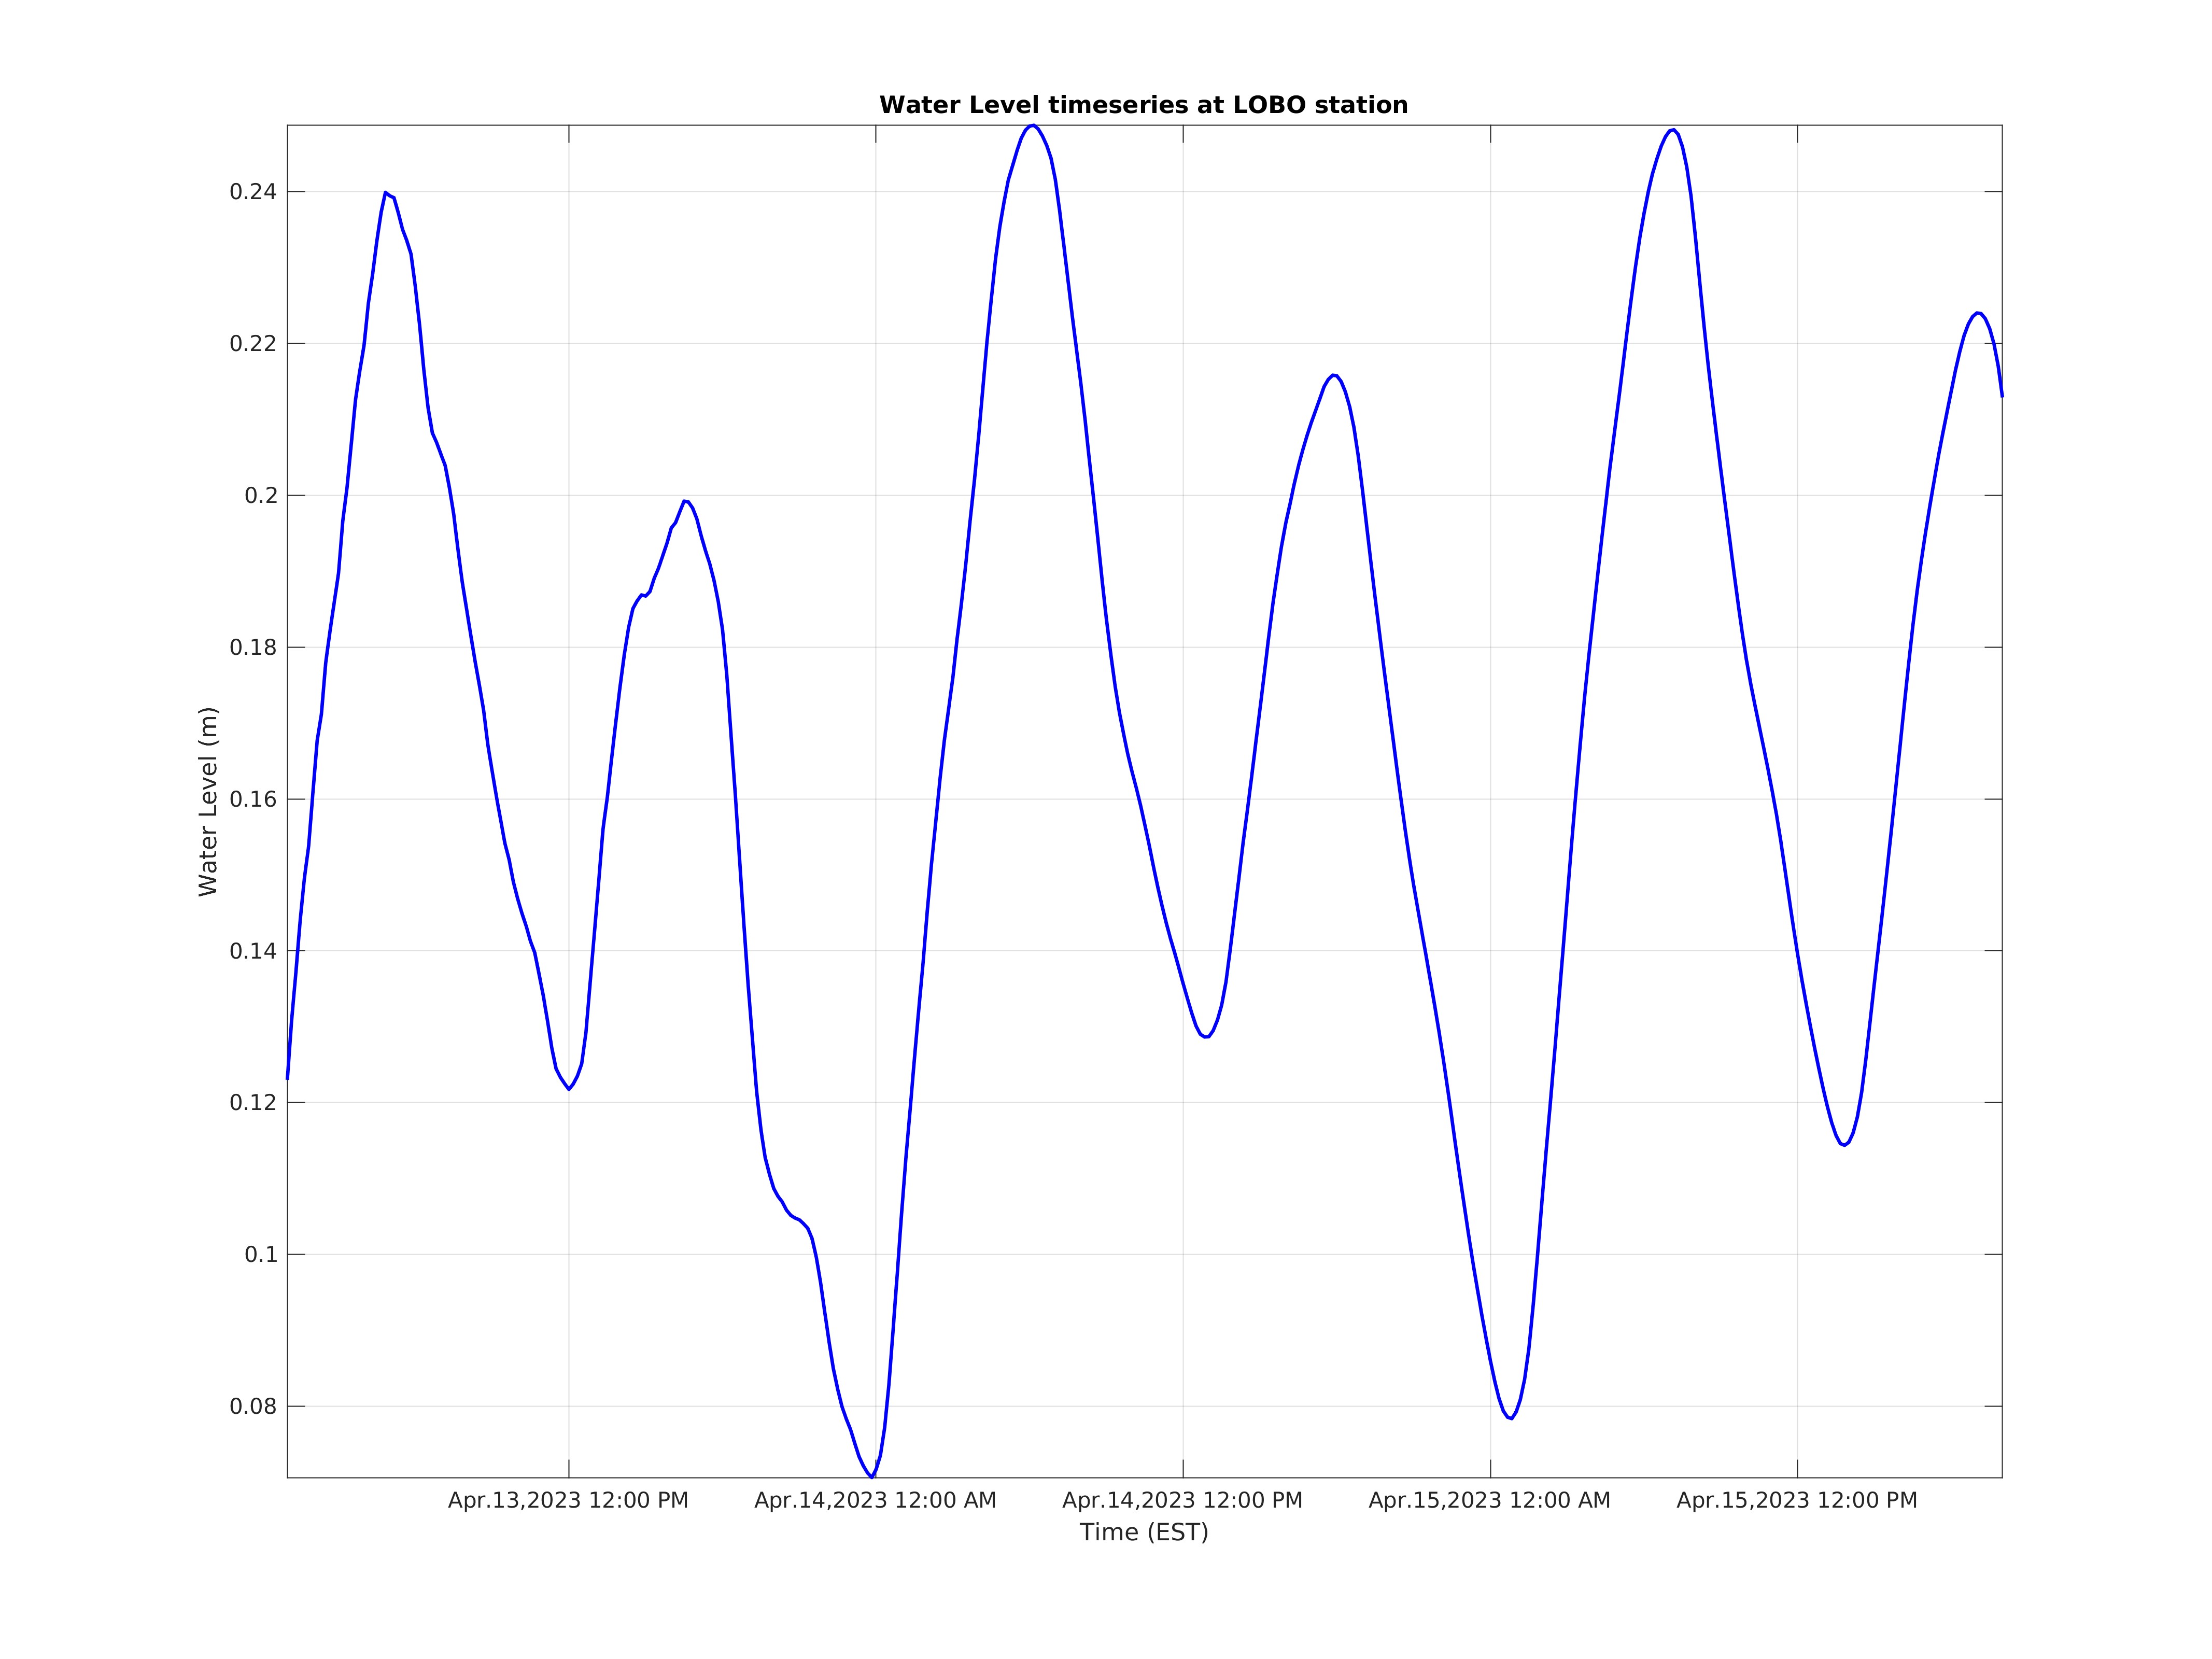 Water Level timeseries at LOBO station
0.24
0.22
0.2
0.18
0.16
0.14
0.12
0.1
0.08
Water Level (m)
Apr.13,2023 12:00 PM Apr.14,2023 12:00 AM Apr.14,2023 12:00 PM Apr.15,2023 12:00 AM Apr.15,2023 12:00 PM
Time (EST)